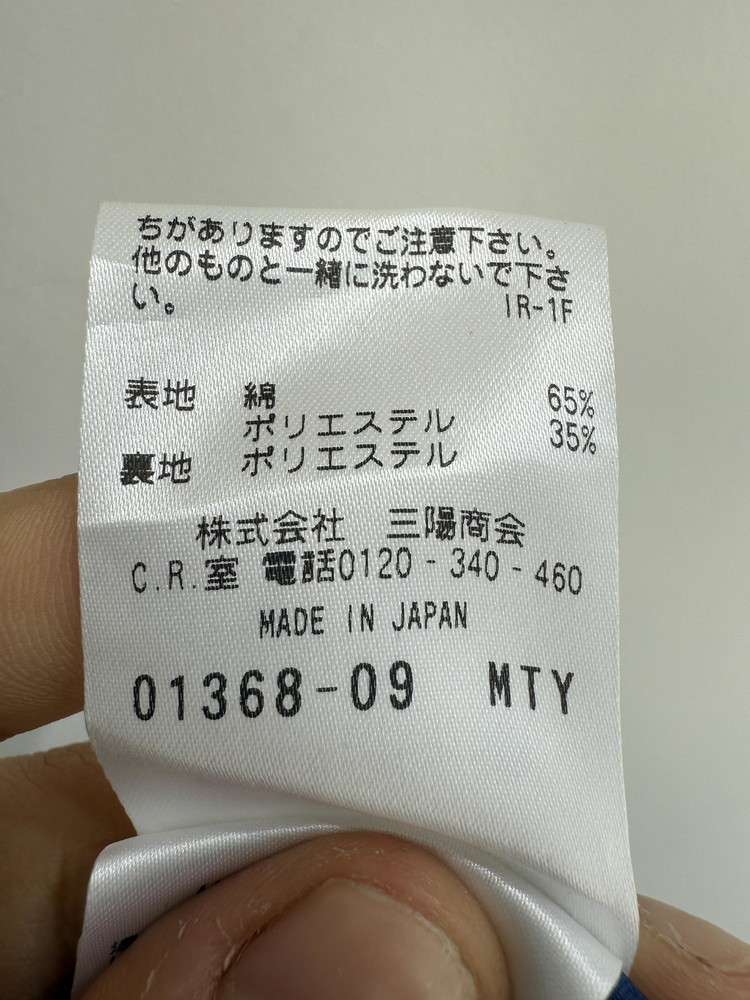 ちがありますのでご注意下さい。
他のものと一緒に洗わないで下さ
い。
IR-1F
表地 綿 65%
ポリエステル 35%
裏地 ポリエステル
株式会社 三陽商会
C.R.室 電話0120-340-460
MADE IN JAPAN
01368-09 MTY